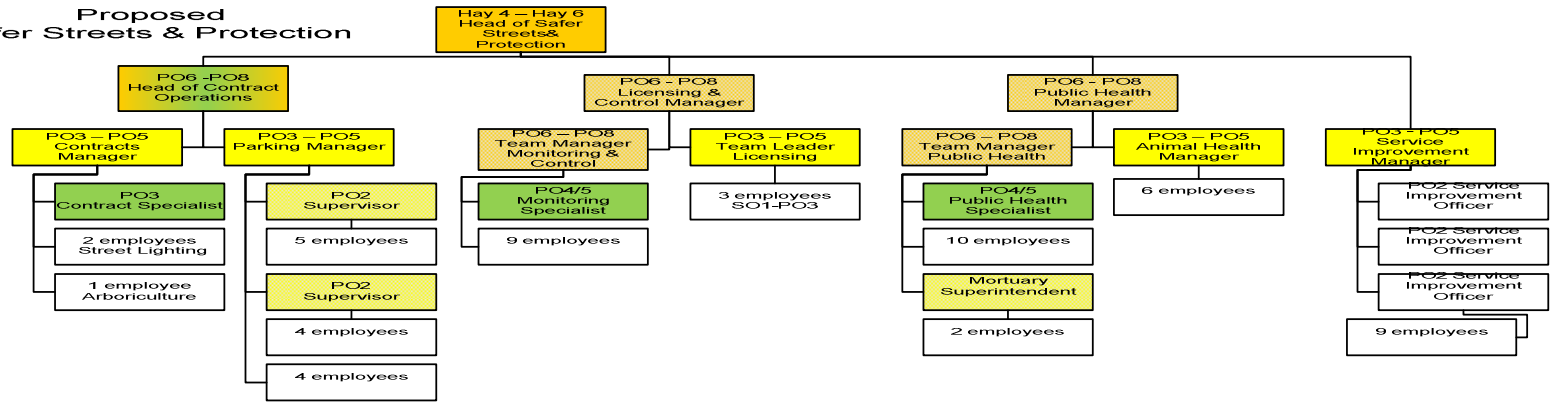 Proposed
fer Streets & Protection
Hay 4 – Hay 6
Head of Safer
Streets&
Protection
PO6 -PO8
Head of Contract
Operations
PO6 - PO8
Licensing &
Control Manager
PO6 - PO8
Public Health
Manager
PO3 – PO5
Contracts
Manager
PO3 – PO5
Parking Manager
PO6 – PO8
Team Manager
Monitoring &
Control
PO3 – PO5
Team Leader
Licensing
PO6 – PO8
Team Manager
Public Health
PO3 – PO5
Animal Health
Manager
PO3 - PO5
Service
Improvement
Manager
PO3
Contract Specialist
2 employees
Street Lighting
1 employee
Arboriculture
PO2
Supervisor
5 employees
PO2
Supervisor
4 employees
4 employees
PO4/5
Monitoring
Specialist
9 employees
3 employees
SO1-PO3
PO4/5
Public Health
Specialist
10 employees
Mortuary
Superintendent
2 employees
6 employees
PO2 Service
Improvement
Officer
PO2 Service
Improvement
Officer
PO2 Service
Improvement
Officer
9 employees